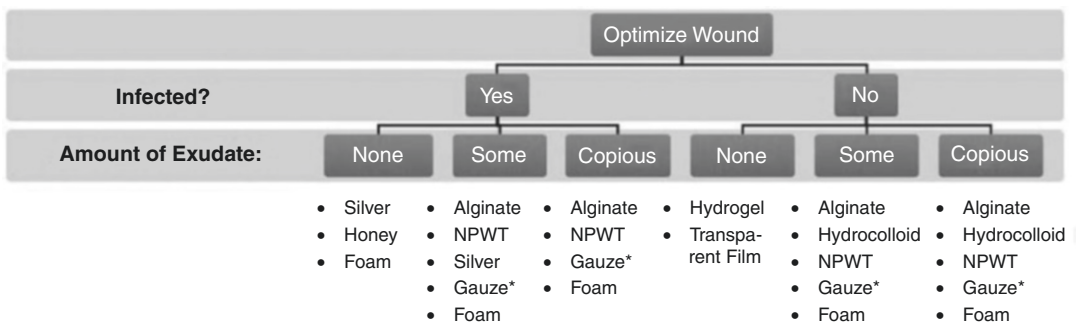 Optimize Wound
Infected? Yes No
Amount of Exudate: None Some Copious None Some Copious
• Silver • Alginate • Alginate • Hydrogel • Alginate • Alginate
• Honey • NPWT • NPWT • Transpa- • Hydrocolloid • Hydrocolloid
rent Film
• Foam • Silver • Gauze* • NPWT • NPWT
• Gauze* • Foam • Gauze* • Gauze*
• Foam • Foam • Foam